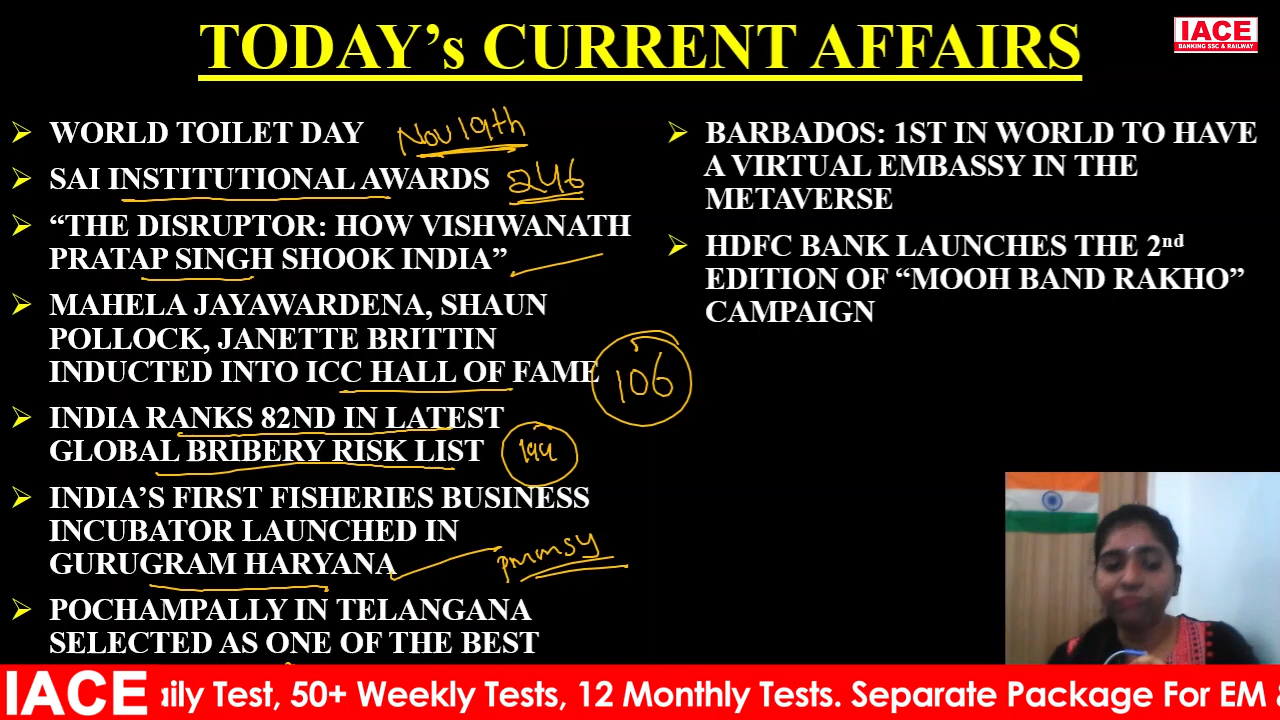 TODAY's CURRENT AFFAIRS
IACE
BANKING SSC & RAILWAY
➢ WORLD TOILET DAY Nov 19th
➢ SAI INSTITUTIONAL AWARDS 246
➢ “THE DISRUPTOR: HOW VISHWANATH
PRATAP SINGH SHOOK INDIA”
➢ MAHELA JAYAWARDENA, SHAUN
POLLOCK, JANETTE BRITTIN
INDUCTED INTO ICC HALL OF FAME 106
➢ INDIA RANKS 82ND IN LATEST
GLOBAL BRIBERY RISK LIST 194
➢ INDIA’S FIRST FISHERIES BUSINESS
INCUBATOR LAUNCHED IN
GURUGRAM HARYANA pmmsy
➢ POCHAMPALLY IN TELANGANA
SELECTED AS ONE OF THE BEST
➢ BARBADOS: 1ST IN WORLD TO HAVE
A VIRTUAL EMBASSY IN THE
METAVERSE
➢ HDFC BANK LAUNCHES THE 2nd
EDITION OF “MOOH BAND RAKHO”
CAMPAIGN
IACE aily Test, 50+ Weekly Tests, 12 Monthly Tests. Separate Package For EM